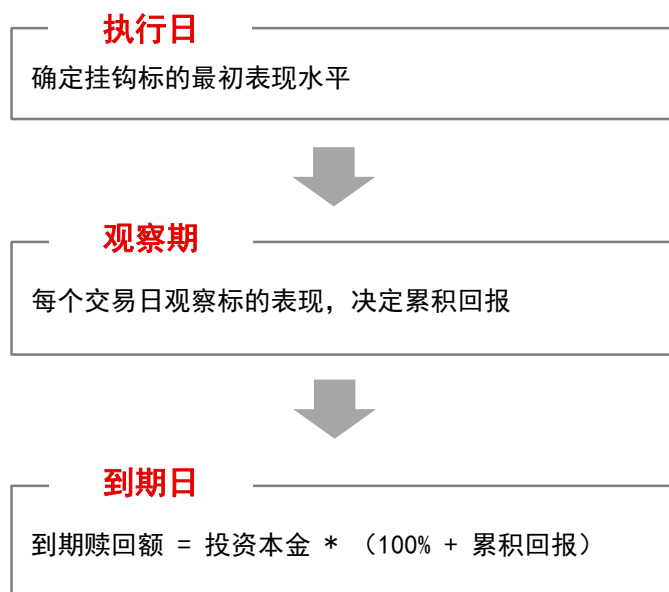 执行日
确定挂钩标的最初表现水平
观察期
每个交易日观察标的表现，决定累积回报
到期日
到期赎回额 = 投资本金 * （100% + 累积回报）